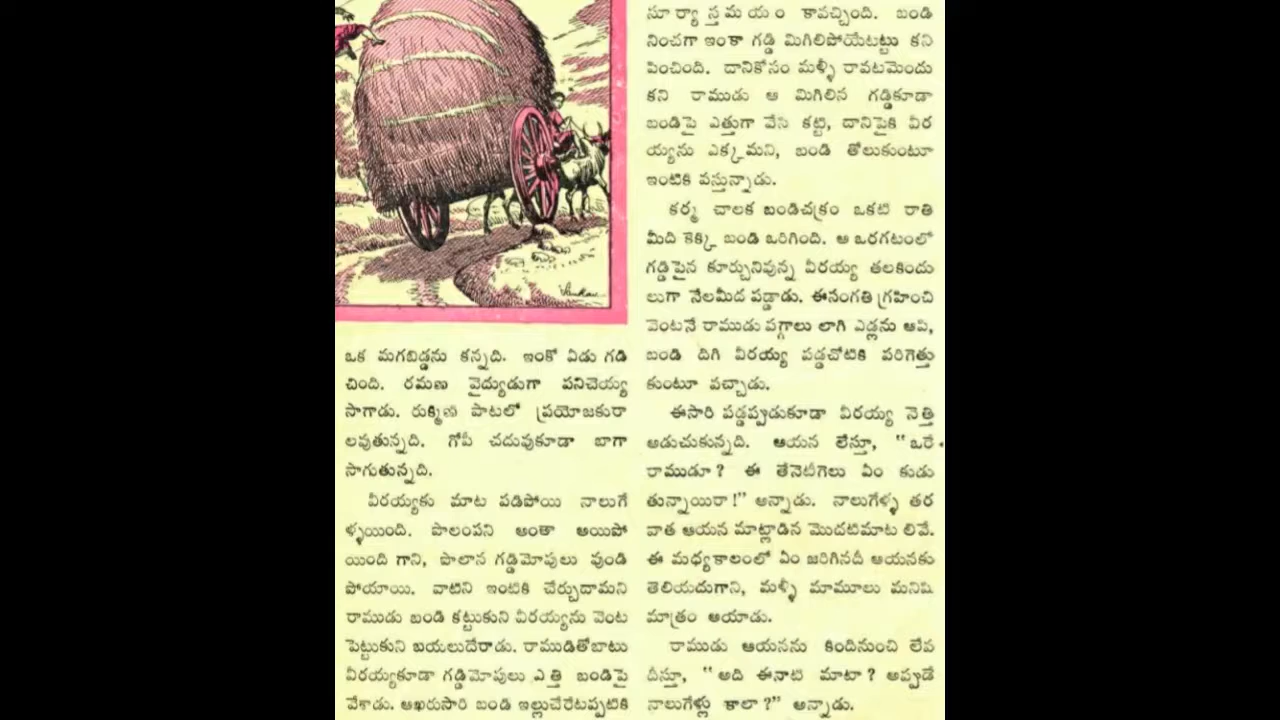 ఒక మగబిడ్డను కన్నది. ఇంకో ఏడు గడి
చింది. రమణ వైద్యుడుగా పనిచెయ్య
సాగాడు. రుక్మిణి పాటలో ప్రయోజకురా
లవుతున్నది. గోపీ చదువుకూడా బాగా
సాగుతున్నది.
వీరయ్యకు మాట పడిపోయి నాలుగే
ళ్ళయింది. పొలంపని అంతా అయిపో
యింది గాని, పొలాన గడ్డిమోపులు వుండి
పోయాయి. వాటిని ఇంటికి చేర్చుదామని
రాముడు బండి కట్టుకుని వీరయ్యను వెంట
పెట్టుకుని బయలుదేరాడు. రాముడితోబాటు
వీరయ్యకూడా గడ్డిమోపులు ఎత్తి బండిపై
వేశాడు. ఆఖరుసారి బండి ఇల్లుచేరేటప్పటికి
సూర్యాస్తమయం కావచ్చింది. బండి
నించగా ఇంకా గడ్డి మిగిలిపోయేటట్టు కని
పించింది. దానికోసం మళ్ళీ రావటమెందు
కని రాముడు ఆ మిగిలిన గడ్డికూడా
బండిపై ఎత్తుగా వేసి కట్టి, దానిపైకి వీర
య్యను ఎక్కమని, బండి తోలుకుంటూ
ఇంటికి వస్తున్నాడు.
కర్మ చాలక బండిచక్రం ఒకటి రాతి
మీది కెక్కి బండి ఒరిగింది. ఆ ఒరగటంలో
గడ్డిపైన కూర్చునివున్న వీరయ్య తలకిందు
లుగా నేలమీద పడ్డాడు. ఈసంగతి గ్రహించి
వెంటనే రాముడు పగ్గాలు లాగి ఎడ్లను ఆపి,
బండి దిగి వీరయ్య పడ్డచోటికి పరిగెత్తు
కుంటూ వచ్చాడు.
ఈసారి పడ్డప్పుడుకూడా వీరయ్య నెత్తి
అదుచుకున్నది. ఆయన లేస్తూ, "ఒరే
రాముడూ? ఈ తేనెటీగెలు ఏం కుడు
తున్నాయిరా!" అన్నాడు. నాలుగేళ్ళ తర
వాత ఆయన మాట్లాడిన మొదటిమాట లివే.
ఈ మధ్యకాలంలో ఏం జరిగినదీ ఆయనకు
తెలియదుగాని, మళ్ళీ మామూలు మనిషి
మాత్రం అయాడు.
రాముడు ఆయనను కిందినుంచి లేవ
దీస్తూ, "అది ఈనాటి మాటా? అప్పుడే
నాలుగేళ్లు కాలా?" అన్నాడు.